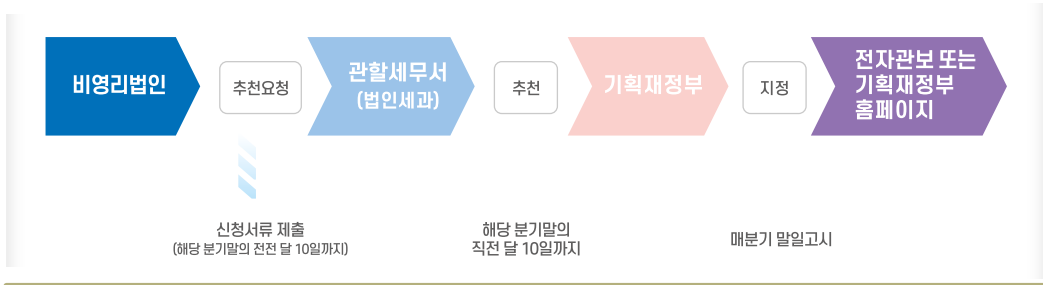 비영리법인
추천요청
관할세무서
(법인세과)
추천
기획재정부
지정
전자관보 또는
기획재정부
홈페이지
신청서류 제출
(해당 분기말의 전전 달 10일까지)
해당 분기말의
직전 달 10일까지
매분기 말일고시